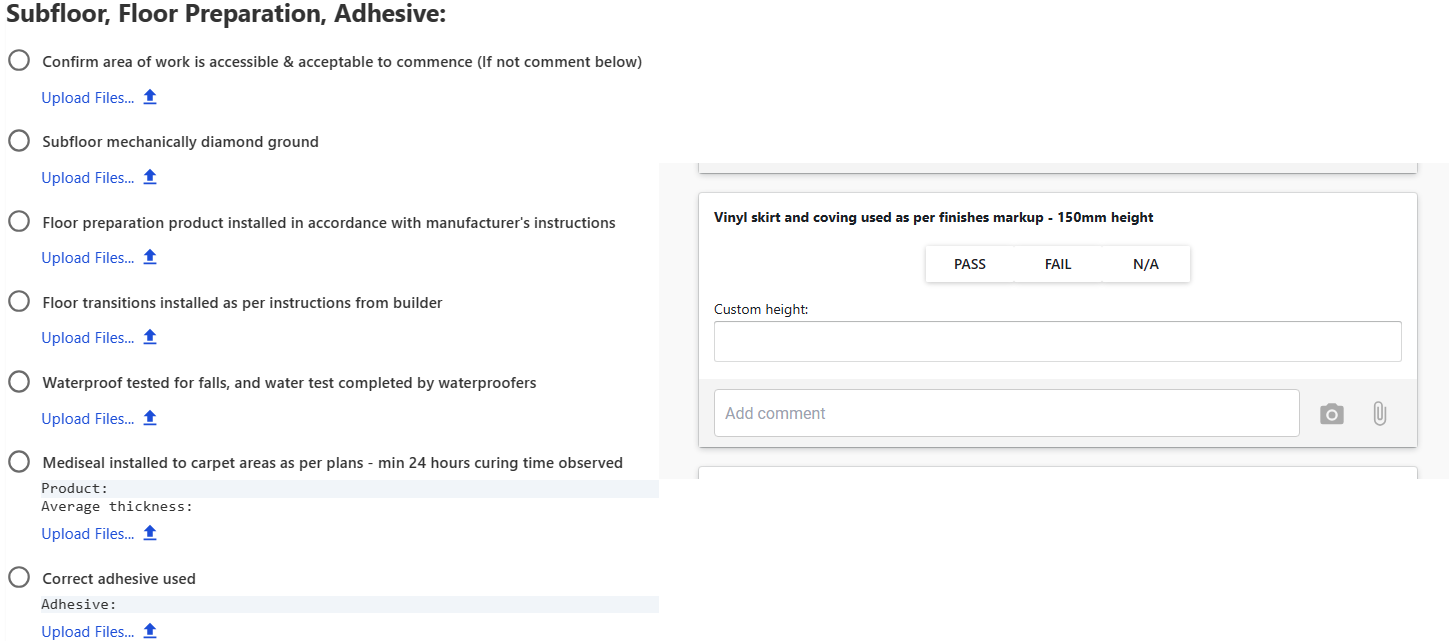 Subfloor, Floor Preparation, Adhesive:
Confirm area of work is accessible & acceptable to commence (If not comment below)
Upload Files...
Subfloor mechanically diamond ground
Upload Files...
Floor preparation product installed in accordance with manufacturer's instructions
Upload Files...
Floor transitions installed as per instructions from builder
Upload Files...
Waterproof tested for falls, and water test completed by waterproofers
Upload Files...
Mediseal installed to carpet areas as per plans - min 24 hours curing time observed
Product:
Average thickness:
Upload Files...
Correct adhesive used
Adhesive:
Upload Files...
Vinyl skirt and coving used as per finishes markup - 150mm height
PASS FAIL N/A
Custom height:
Add comment